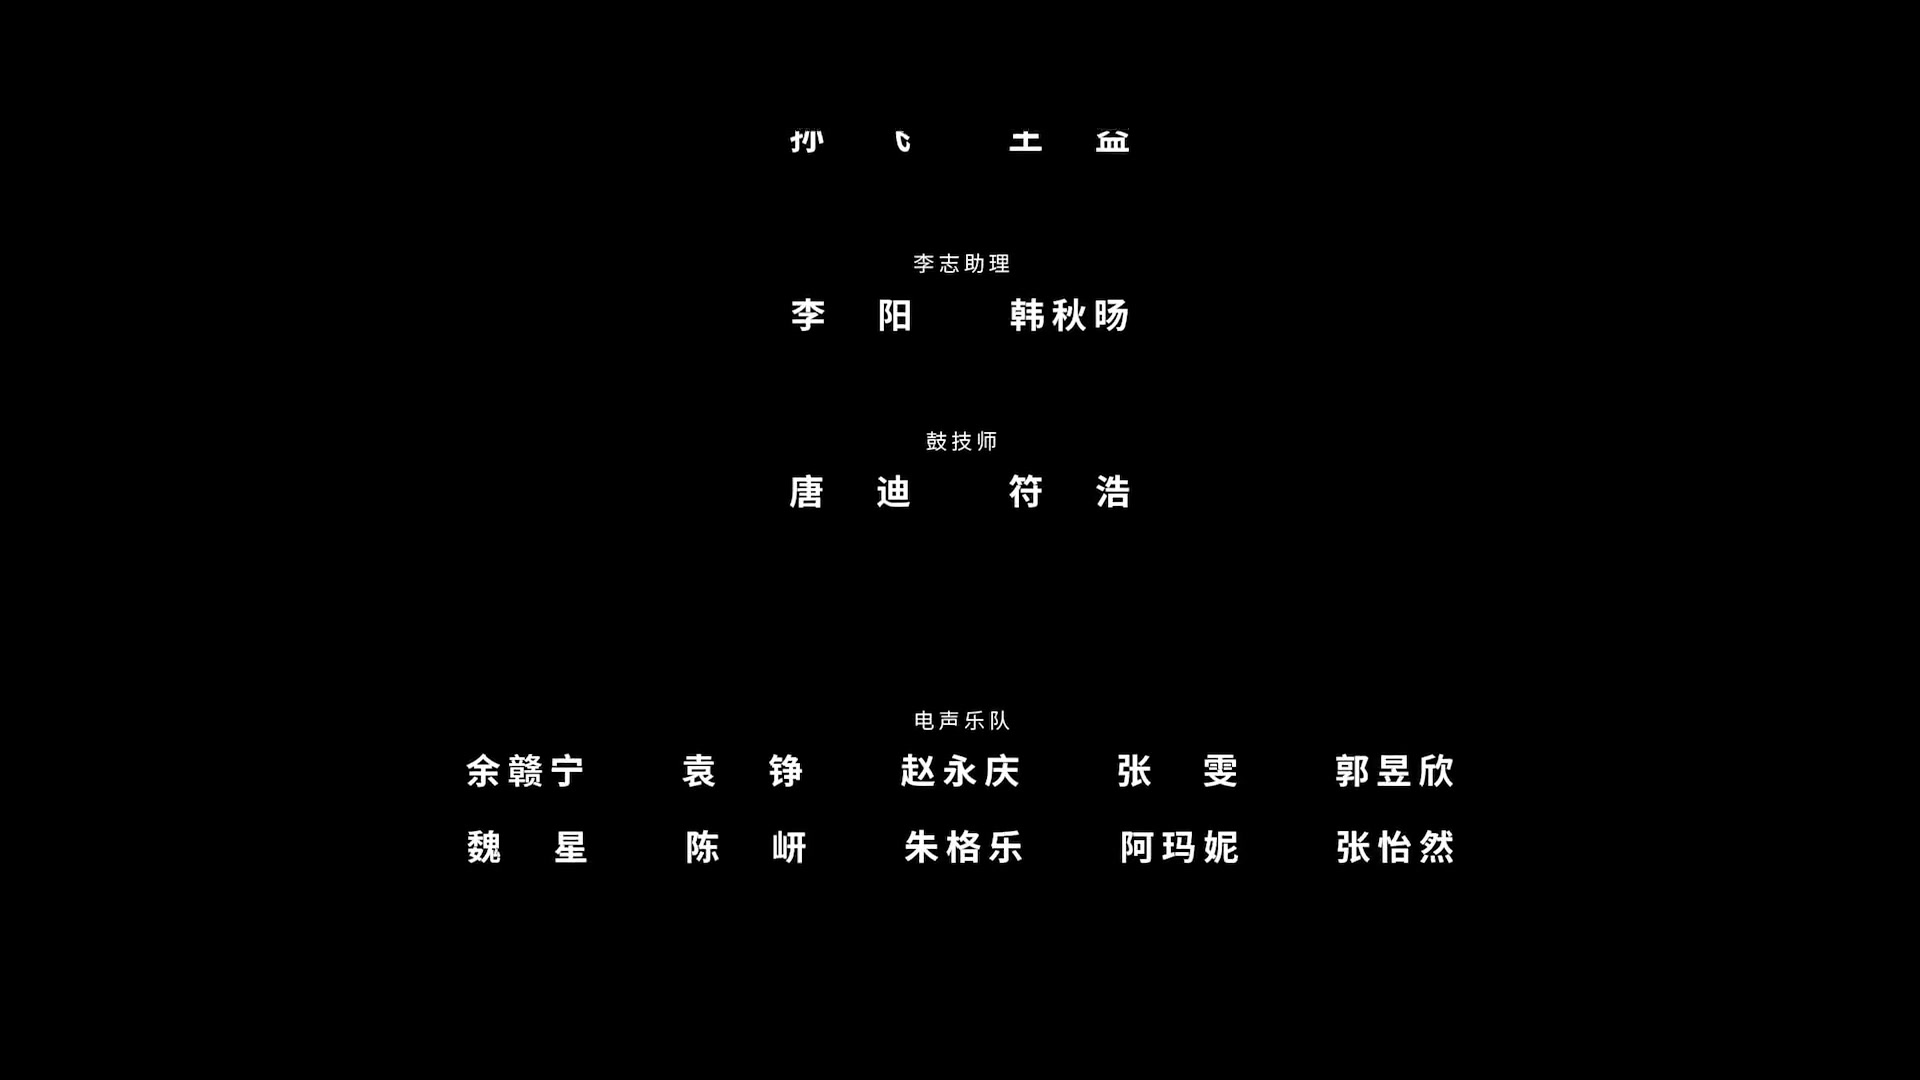 李志助理
李 阳 韩秋旸
鼓技师
唐 迪 符 浩
电声乐队
余赣宁 袁 铮 赵永庆 张 雯 郭昱欣
魏 星 陈 岍 朱格乐 阿玛妮 张怡然